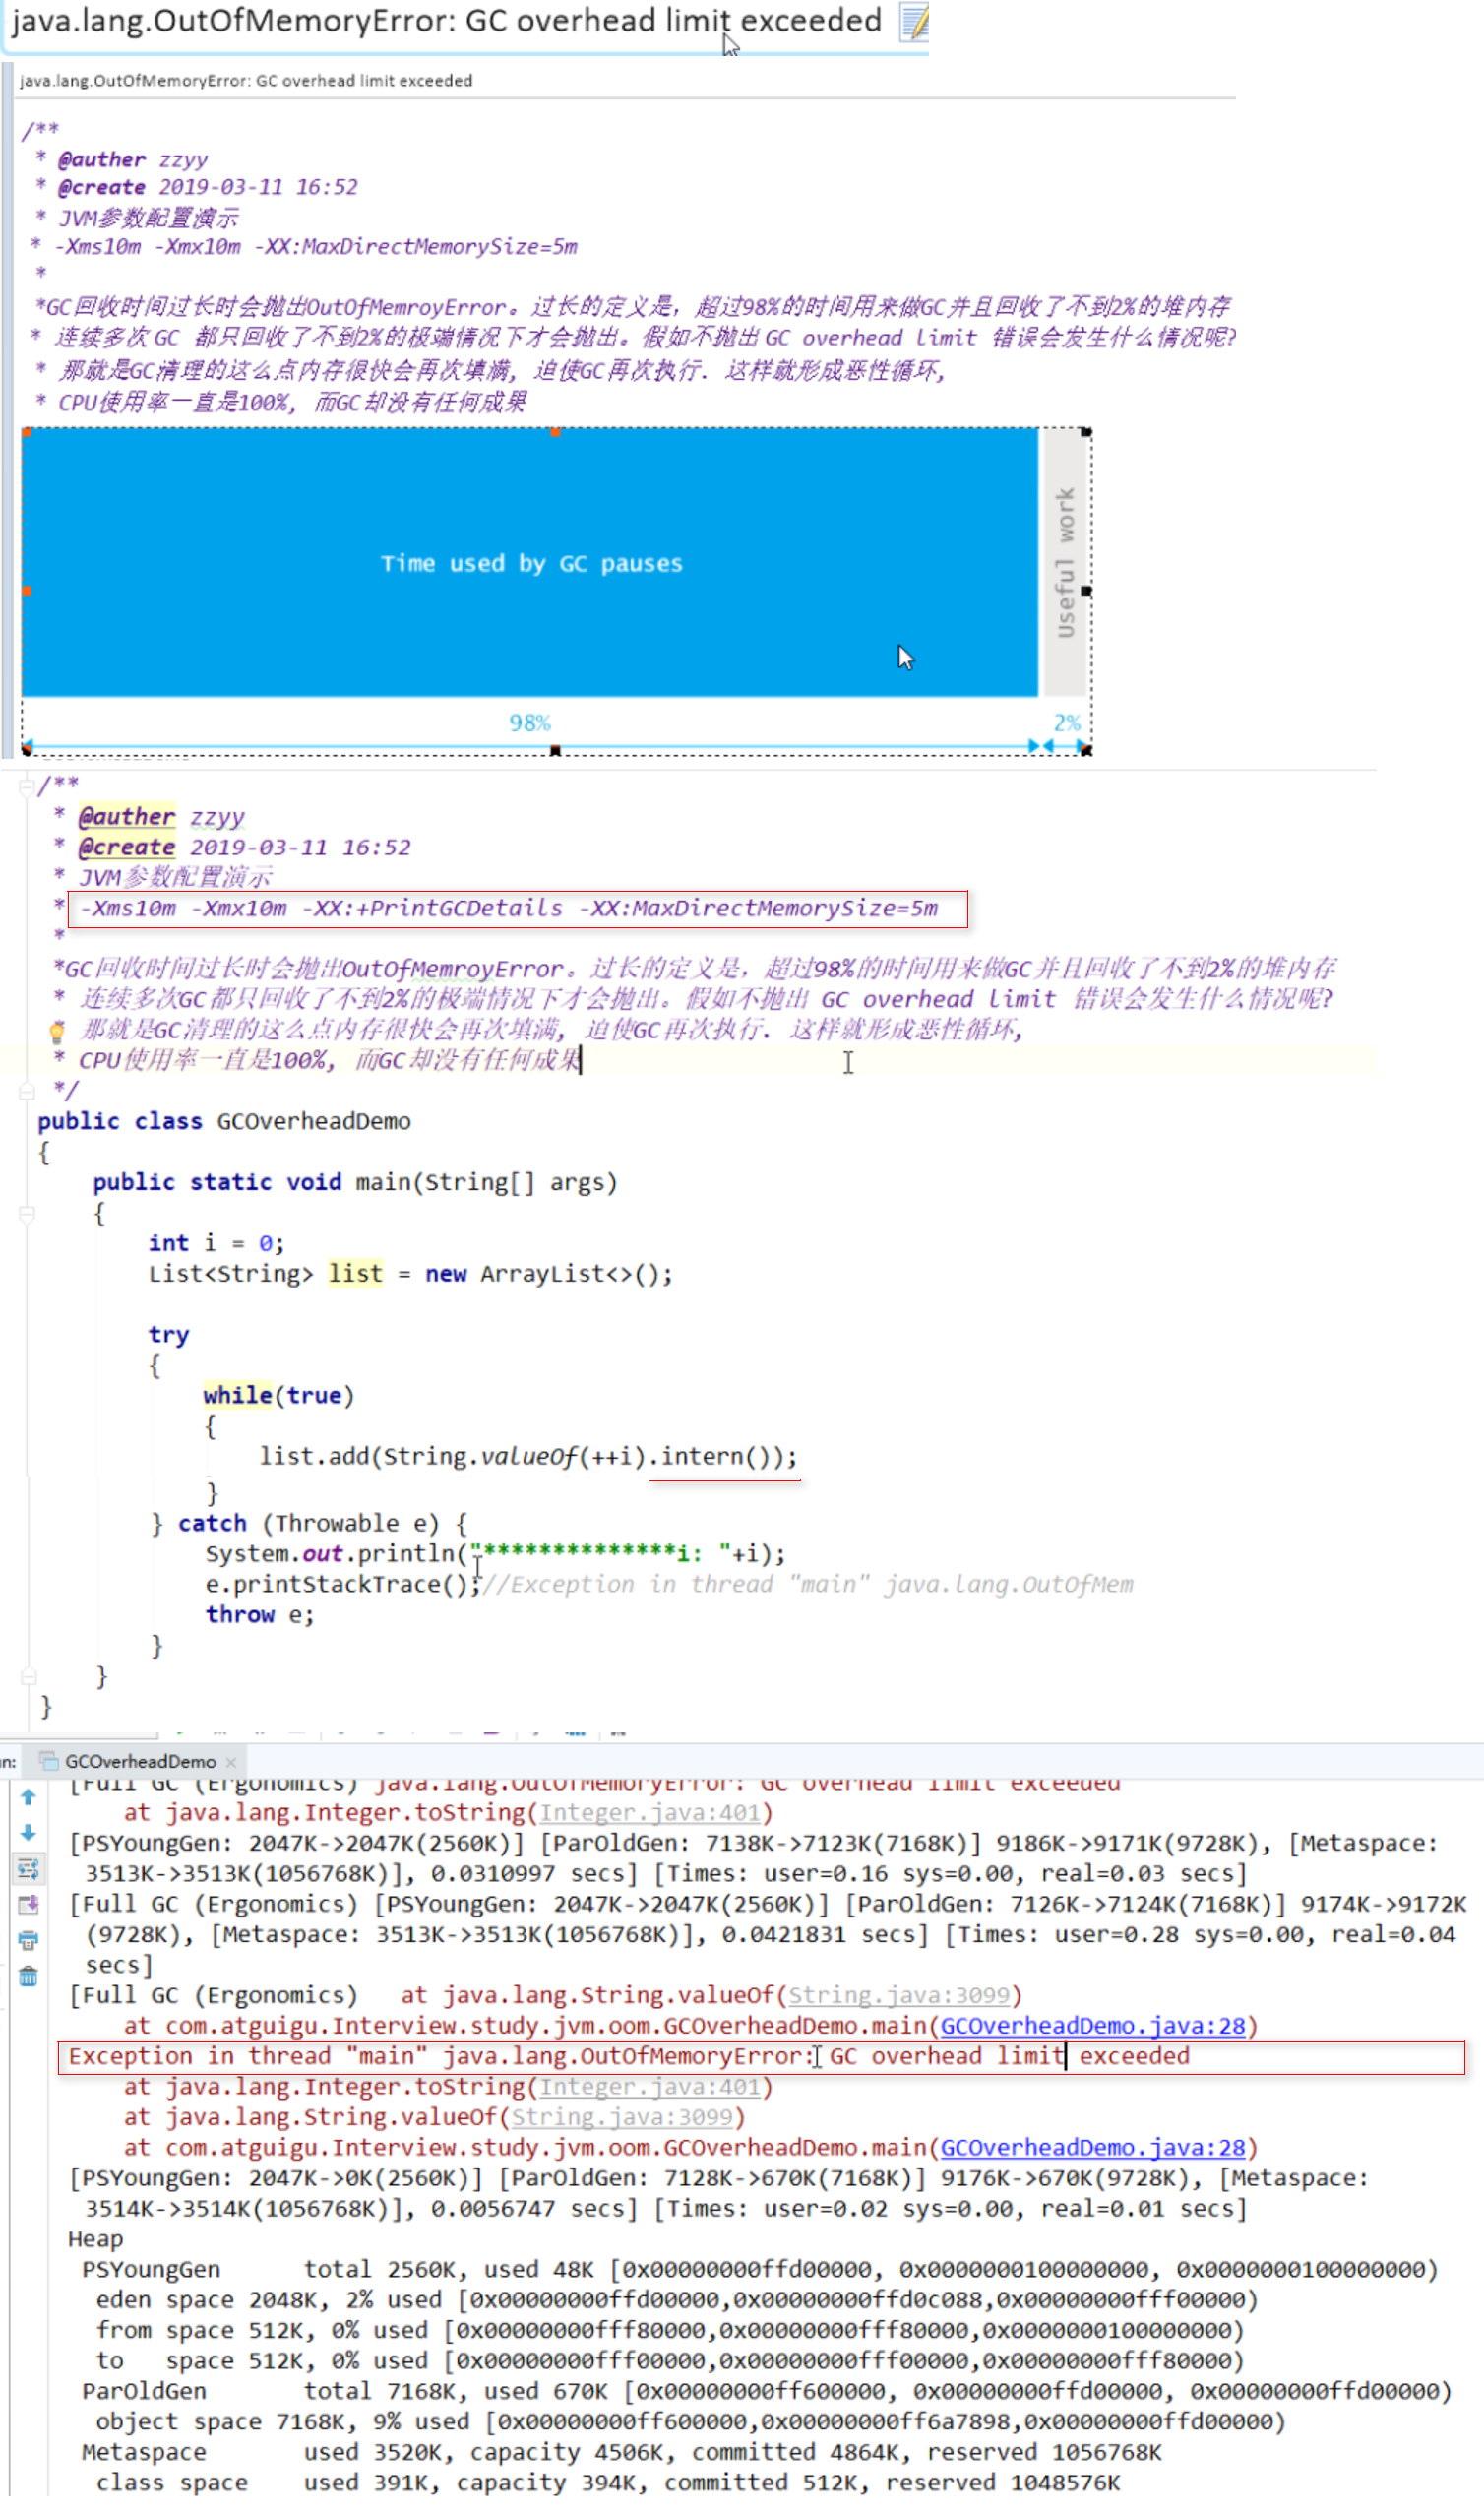 java.lang.OutOfMemoryError: GC overhead limit exceeded
java.lang.OutOfMemoryError: GC overhead limit exceeded
/**
* @auther zzyy
* @create 2019-03-11 16:52
* JVM参数配置演示
* -Xms10m -Xmx10m -XX:MaxDirectMemorySize=5m
*
*GC回收时间过长时会抛出OutOfMemroyError。过长的定义是，超过98%的时间用来做GC并且回收了不到2%的堆内存
* 连续多次 GC 都只回收了不到2%的极端情况下才会抛出。假如不抛出 GC overhead limit 错误会发生什么情况呢?
* 那就是GC清理的这么点内存很快会再次填满, 迫使GC再次执行. 这样就形成恶性循环,
* CPU使用率一直是100%, 而GC却没有任何成果
Time used by GC pauses
Useful work
98%
2%
/**
* @auther zzyy
* @create 2019-03-11 16:52
* JVM参数配置演示
* -Xms10m -Xmx10m -XX:+PrintGCDetails -XX:MaxDirectMemorySize=5m
*
*GC回收时间过长时会抛出OutOfMemroyError。过长的定义是，超过98%的时间用来做GC并且回收了不到2%的堆内存
* 连续多次GC都只回收了不到2%的极端情况下才会抛出。假如不抛出 GC overhead limit 错误会发生什么情况呢?
* 那就是GC清理的这么点内存很快会再次填满, 迫使GC再次执行. 这样就形成恶性循环,
* CPU使用率一直是100%, 而GC却没有任何成果
*/
public class GCOverheadDemo
{
public static void main(String[] args)
{
int i = 0;
List<String> list = new ArrayList<>();
try
{
while(true)
{
list.add(String.valueOf(++i).intern());
}
} catch (Throwable e) {
System.out.println("**************i: "+i);
e.printStackTrace();//Exception in thread "main" java.lang.OutOfMem
throw e;
}
}
}
n: GCOverheadDemo ×
[Full GC (Ergonomics) java.lang.OutOfMemoryError: GC overhead limit exceeded
at java.lang.Integer.toString(Integer.java:401)
[PSYoungGen: 2047K->2047K(2560K)] [ParOldGen: 7138K->7123K(7168K)] 9186K->9171K(9728K), [Metaspace:
3513K->3513K(1056768K)], 0.0310997 secs] [Times: user=0.16 sys=0.00, real=0.03 secs]
[Full GC (Ergonomics) [PSYoungGen: 2047K->2047K(2560K)] [ParOldGen: 7126K->7124K(7168K)] 9174K->9172K
(9728K), [Metaspace: 3513K->3513K(1056768K)], 0.0421831 secs] [Times: user=0.28 sys=0.00, real=0.04
secs]
[Full GC (Ergonomics) at java.lang.String.valueOf(String.java:3099)
at com.atguigu.Interview.study.jvm.oom.GCOverheadDemo.main(GCOverheadDemo.java:28)
Exception in thread "main" java.lang.OutOfMemoryError: GC overhead limit exceeded
at java.lang.Integer.toString(Integer.java:401)
at java.lang.String.valueOf(String.java:3099)
at com.atguigu.Interview.study.jvm.oom.GCOverheadDemo.main(GCOverheadDemo.java:28)
[PSYoungGen: 2047K->0K(2560K)] [ParOldGen: 7128K->670K(7168K)] 9176K->670K(9728K), [Metaspace:
3514K->3514K(1056768K)], 0.0056747 secs] [Times: user=0.02 sys=0.00, real=0.01 secs]
Heap
PSYoungGen total 2560K, used 48K [0x00000000ffd00000, 0x0000000100000000, 0x0000000100000000)
eden space 2048K, 2% used [0x00000000ffd00000,0x00000000ffd0c088,0x00000000fff00000)
from space 512K, 0% used [0x00000000fff80000,0x00000000fff80000,0x0000000100000000)
to space 512K, 0% used [0x00000000fff00000,0x00000000fff00000,0x00000000fff80000)
ParOldGen total 7168K, used 670K [0x00000000ff600000, 0x00000000ffd00000, 0x00000000ffd00000)
object space 7168K, 9% used [0x00000000ff600000,0x00000000ff6a7898,0x00000000ffd00000)
Metaspace used 3520K, capacity 4506K, committed 4864K, reserved 1056768K
class space used 391K, capacity 394K, committed 512K, reserved 1048576K